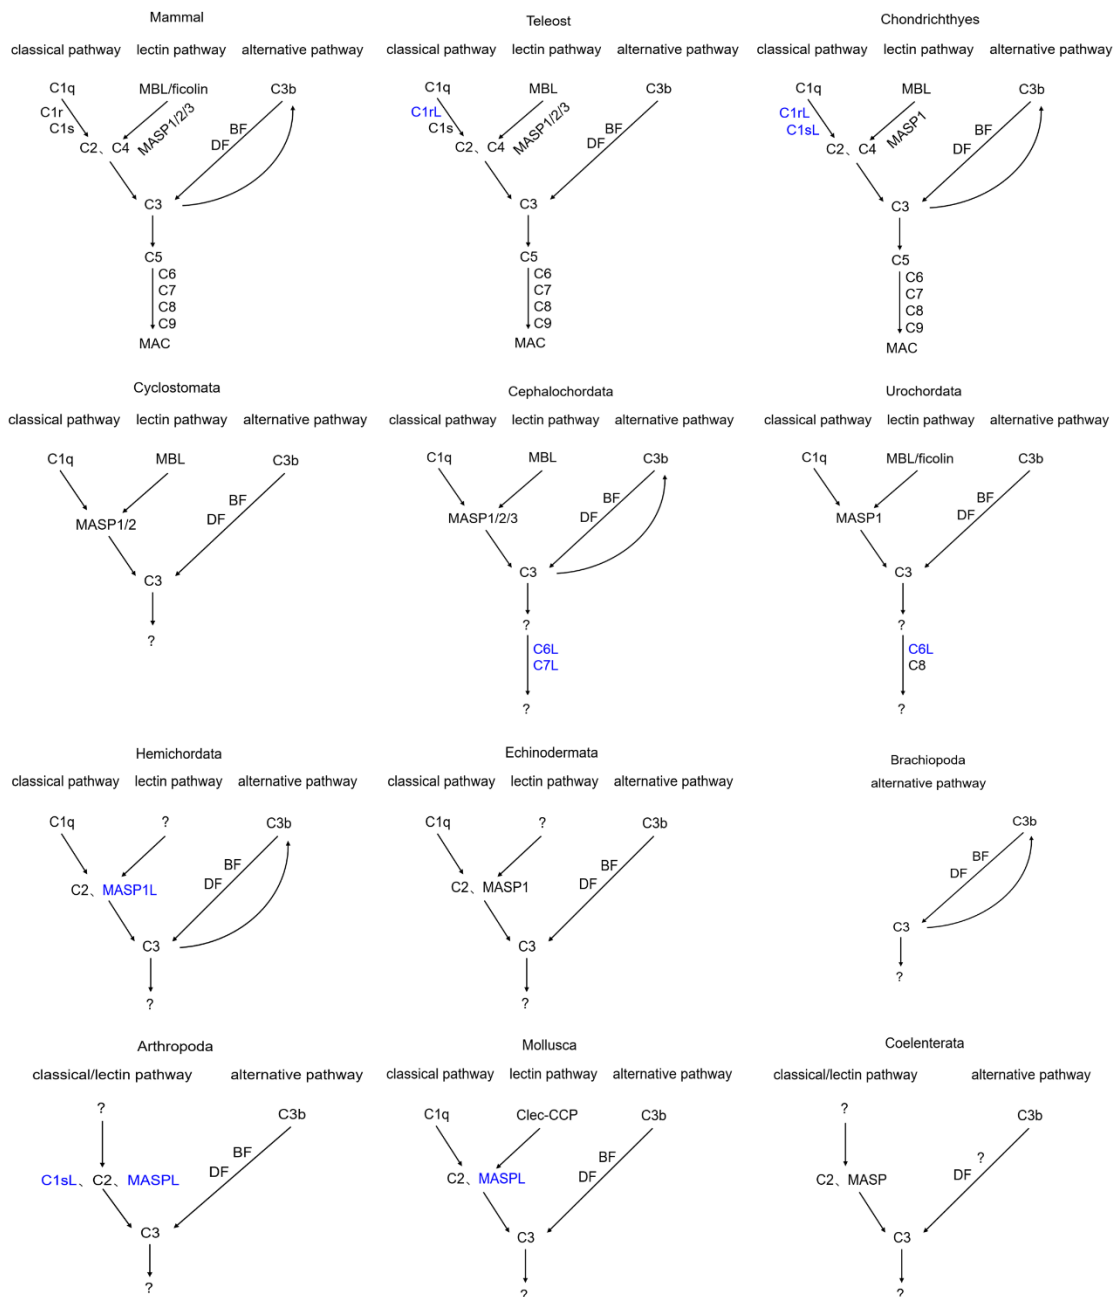 Mammal
classical pathway lectin pathway alternative pathway
C1q MBL/ficolin C3b
C1r
C1s MASP1/2/3 BF
DF
C2、C4
C3
C5
C6
C7
C8
C9
MAC
Teleost
classical pathway lectin pathway alternative pathway
C1q MBL C3b
C1rL
C1s MASP1/2/3 BF
DF
C2、C4
C3
C5
C6
C7
C8
C9
MAC
Chondrichthyes
classical pathway lectin pathway alternative pathway
C1q MBL C3b
C1rL
C1sL MASP1 BF
DF
C2、C4
C3
C5
C6
C7
C8
C9
MAC
Cyclostomata
classical pathway lectin pathway alternative pathway
C1q MBL C3b
BF
MASP1/2 DF
C3
?
Cephalochordata
classical pathway lectin pathway alternative pathway
C1q MBL C3b
BF
MASP1/2/3 DF
C3
?
C6L
C7L
?
Urochordata
classical pathway lectin pathway alternative pathway
C1q MBL/ficolin C3b
BF
MASP1 DF
C3
?
C6L
C8
?
Hemichordata
classical pathway lectin pathway alternative pathway
C1q ? C3b
BF
C2、MASP1L DF
C3
?
Echinodermata
classical pathway lectin pathway alternative pathway
C1q ? C3b
BF
C2、MASP1 DF
C3
?
Brachiopoda
alternative pathway
C3b
BF
DF
C3
?
Arthropoda
classical/lectin pathway alternative pathway
? C3b
BF
C1sL、C2、MASPL DF
C3
?
Mollusca
classical pathway lectin pathway alternative pathway
C1q Clec-CCP C3b
BF
C2、MASPL DF
C3
?
Coelenterata
classical/lectin pathway alternative pathway
? C3b
?
C2、MASP DF
C3
?